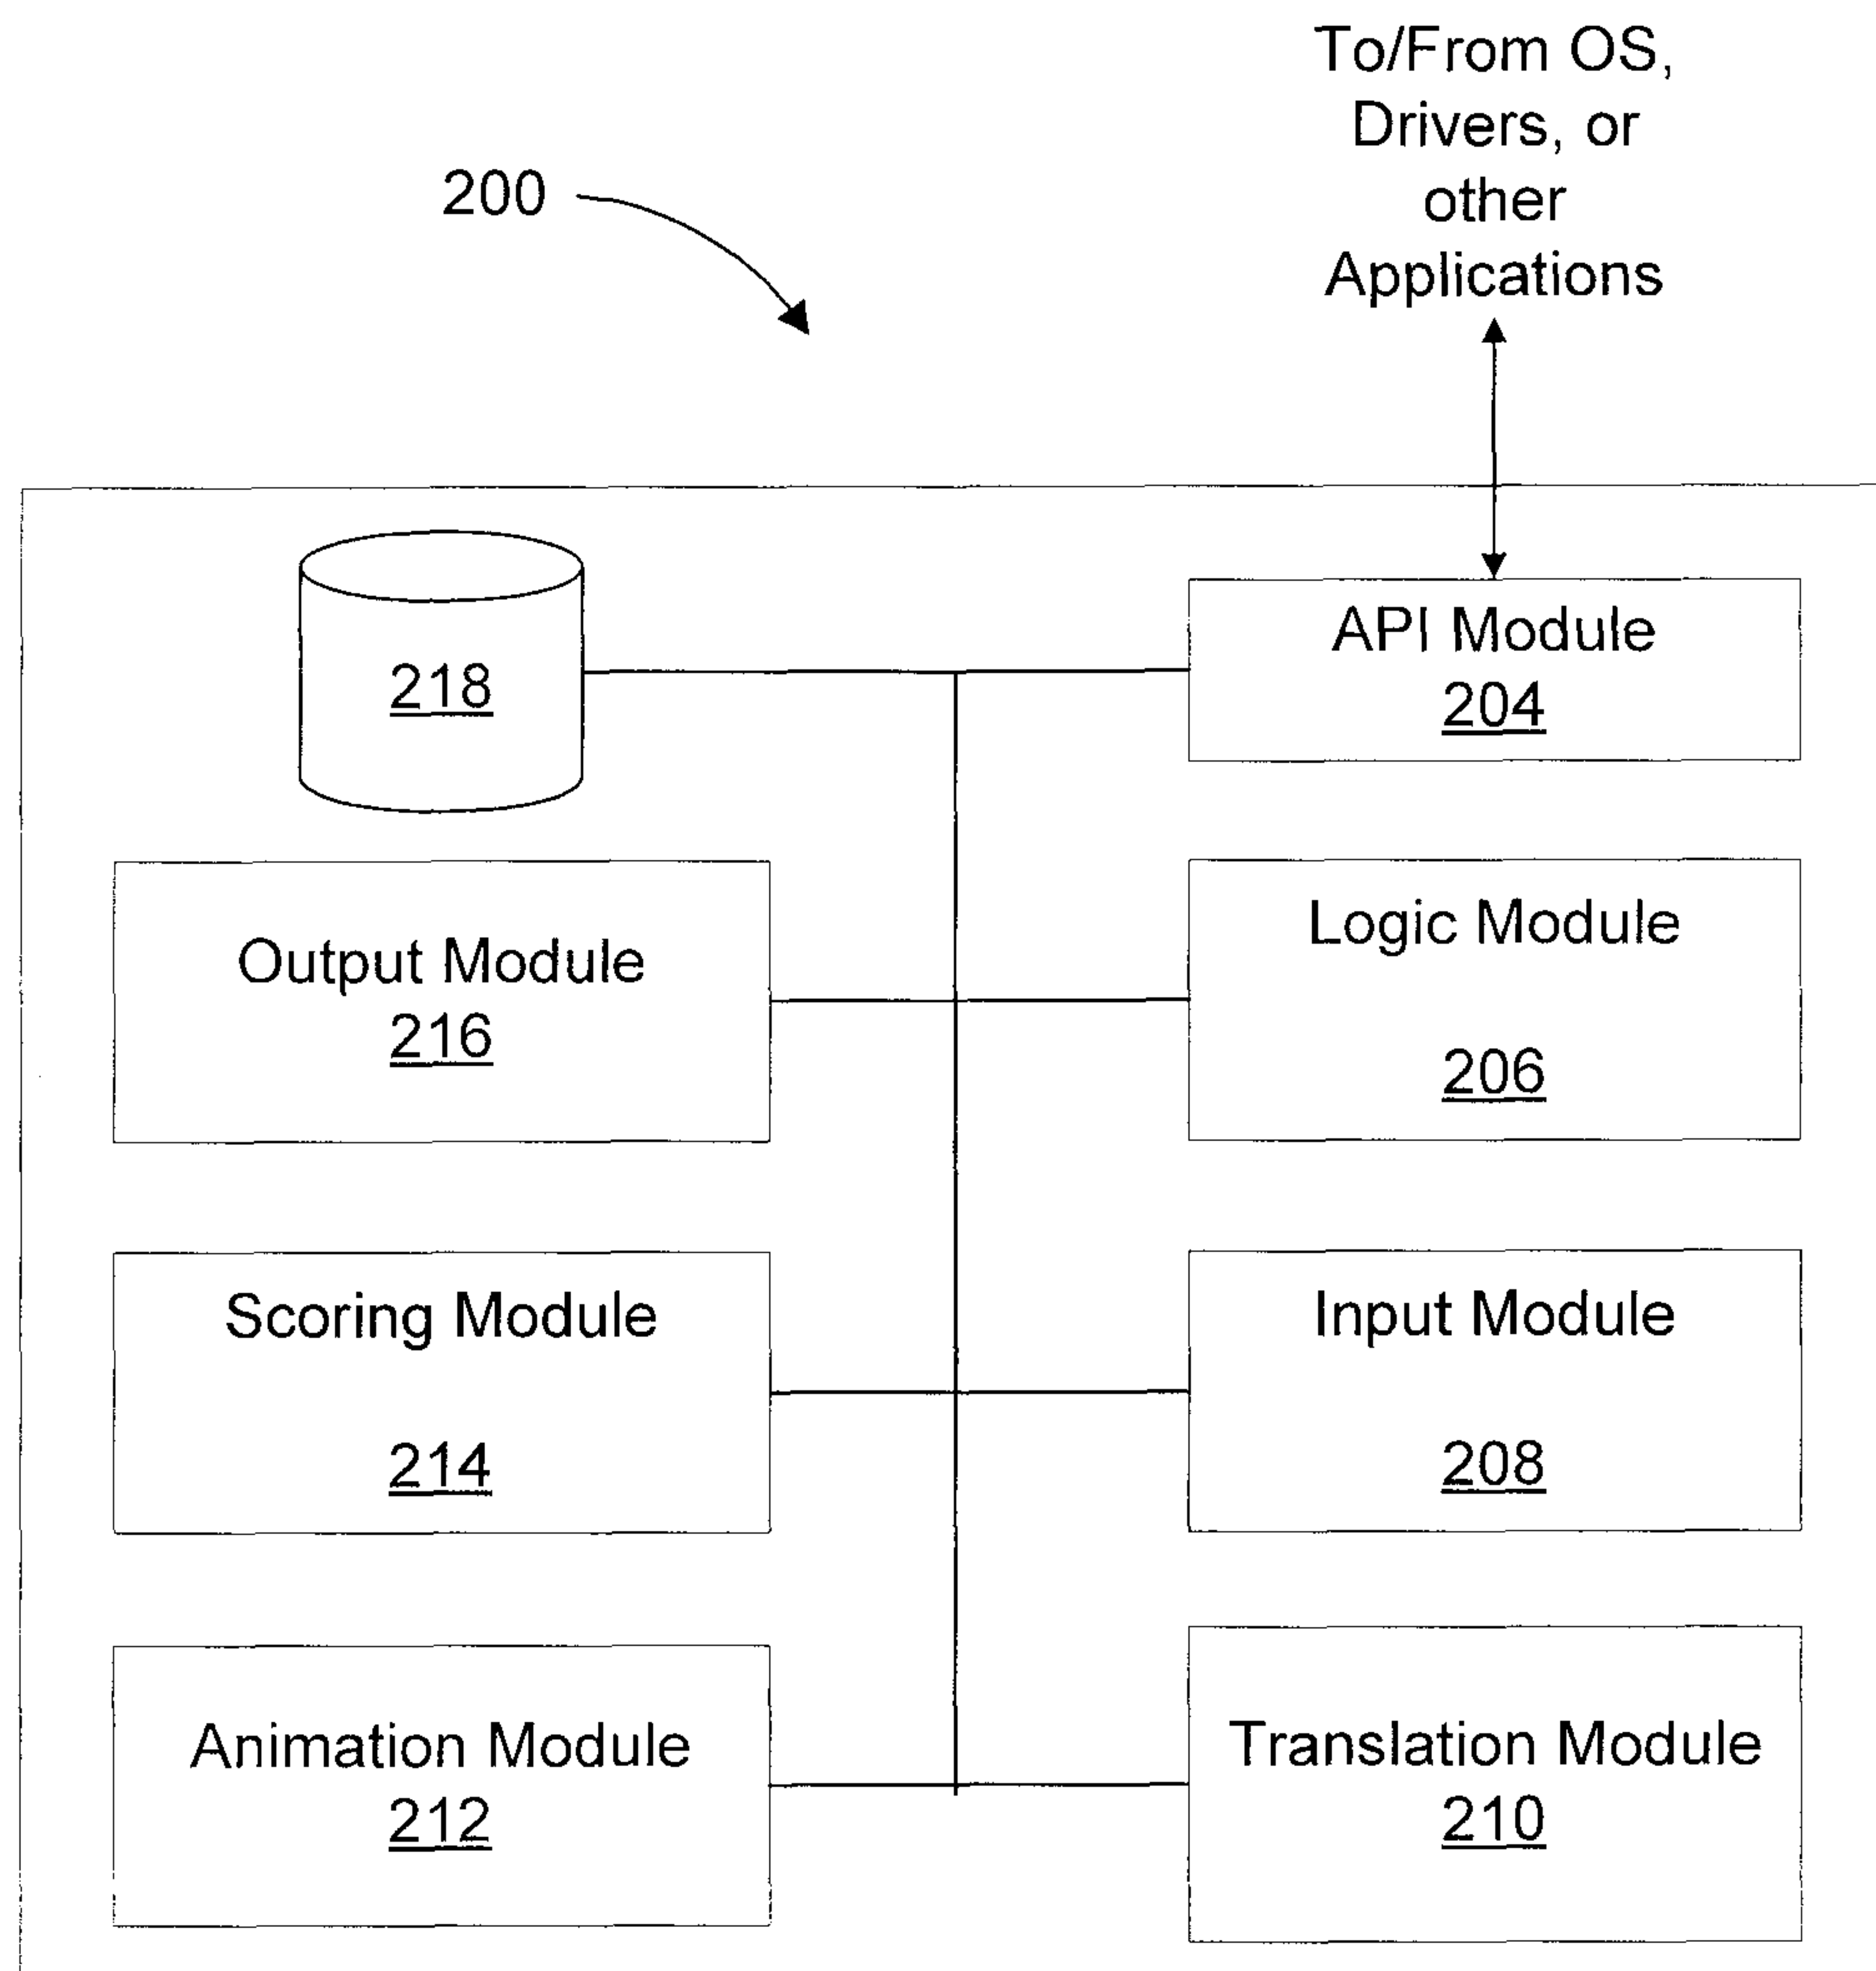 To/From OS,
Drivers, or
other
Applications
200
218
API Module
204
Output Module
216
Logic Module
206
Scoring Module
214
Input Module
208
Animation Module
212
Translation Module
210